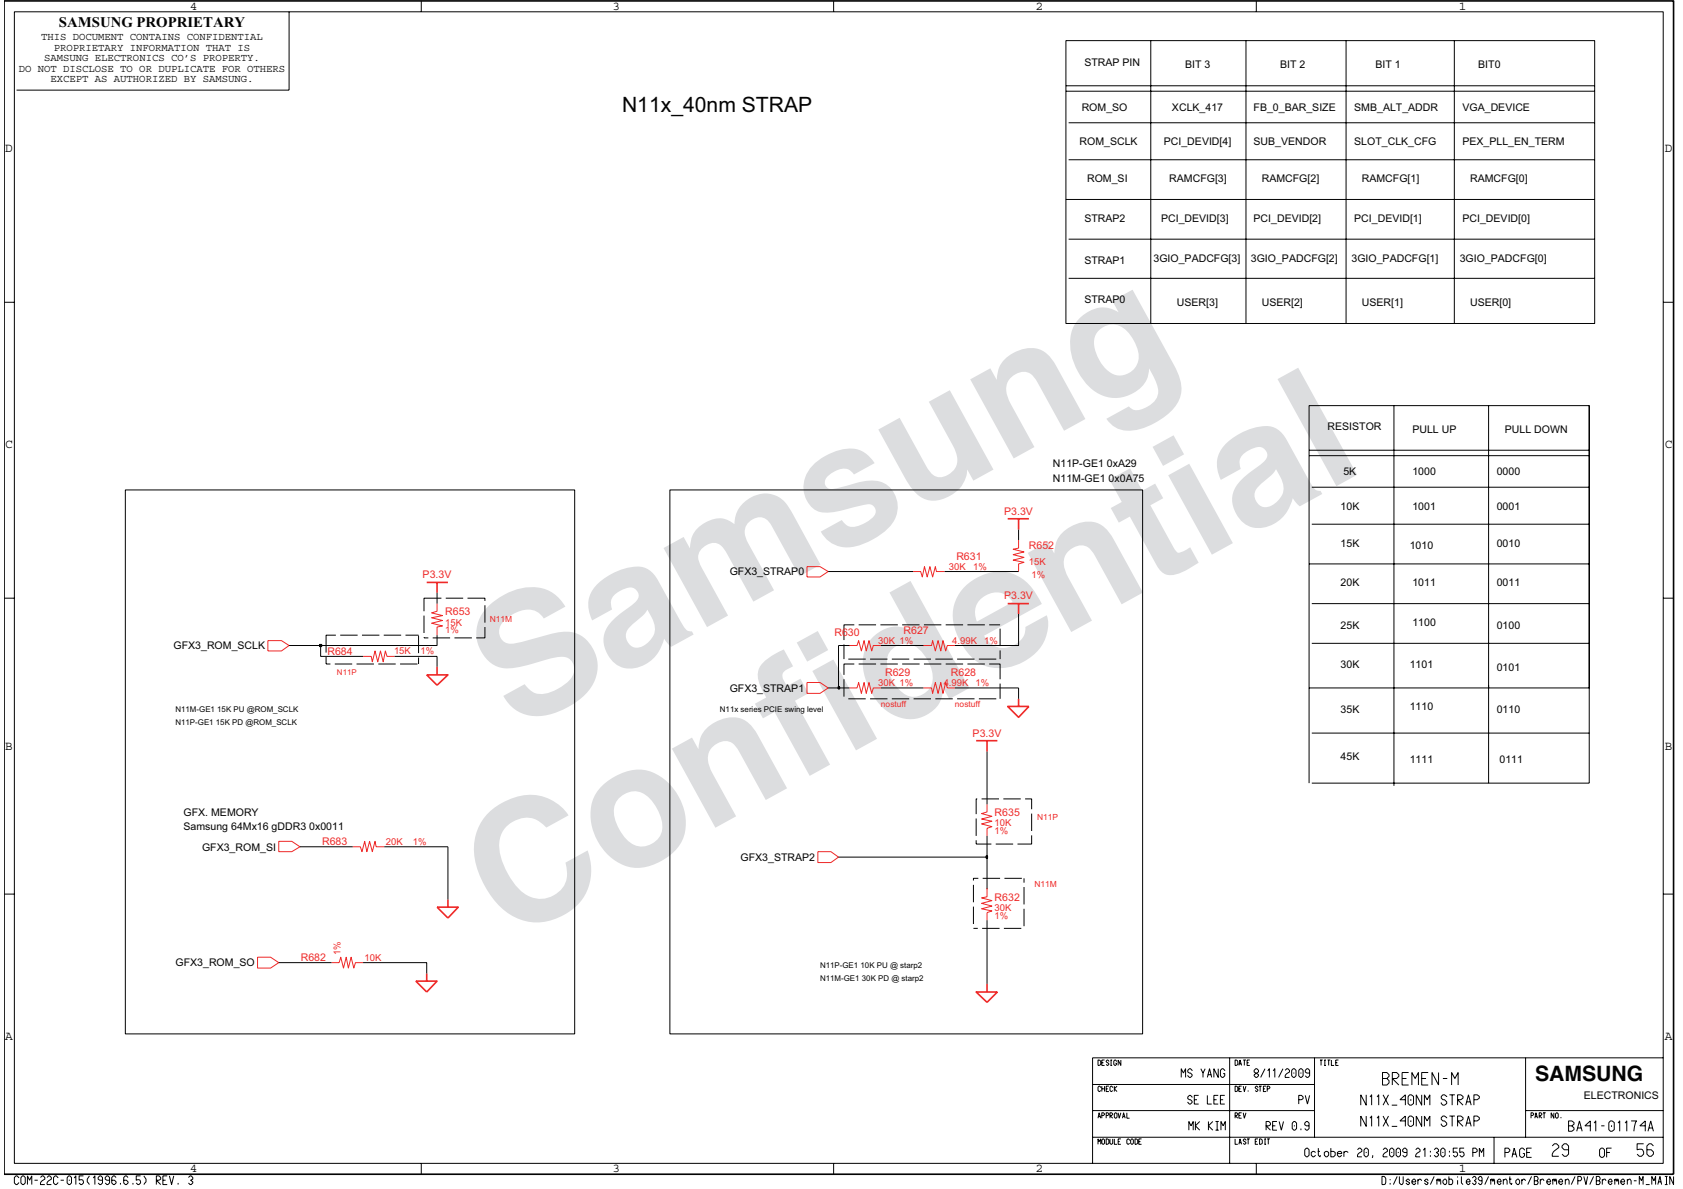 4 3 2 1
SAMSUNG PROPRIETARY
THIS DOCUMENT CONTAINS CONFIDENTIAL
PROPRIETARY INFORMATION THAT IS
SAMSUNG ELECTRONICS CO'S PROPERTY.
DO NOT DISCLOSE TO OR DUPLICATE FOR OTHERS
EXCEPT AS AUTHORIZED BY SAMSUNG.
N11x_40nm STRAP
STRAP PIN BIT 3 BIT 2 BIT 1 BIT0
ROM_SO XCLK_417 FB_0_BAR_SIZE SMB_ALT_ADDR VGA_DEVICE
ROM_SCLK PCI_DEVID[4] SUB_VENDOR SLOT_CLK_CFG PEX_PLL_EN_TERM
ROM_SI RAMCFG[3] RAMCFG[2] RAMCFG[1] RAMCFG[0]
STRAP2 PCI_DEVID[3] PCI_DEVID[2] PCI_DEVID[1] PCI_DEVID[0]
STRAP1 3GIO_PADCFG[3] 3GIO_PADCFG[2] 3GIO_PADCFG[1] 3GIO_PADCFG[0]
STRAP0 USER[3] USER[2] USER[1] USER[0]
D D
C C
B B
A A
Samsung
Confidential
RESISTOR PULL UP PULL DOWN
5K 1000 0000
10K 1001 0001
15K 1010 0010
20K 1011 0011
25K 1100 0100
30K 1101 0101
35K 1110 0110
45K 1111 0111
P3.3V
R653
15K
1%
N11M
GFX3_ROM_SCLK
R684 15K 1%
N11P
N11M-GE1 15K PU @ROM_SCLK
N11P-GE1 15K PD @ROM_SCLK
GFX. MEMORY
Samsung 64Mx16 gDDR3 0x0011
GFX3_ROM_SI
R683 20K 1%
GFX3_ROM_SO
R682 1% 10K
N11P-GE1 0xA29
N11M-GE1 0x0A75
P3.3V
R652
15K
1%
GFX3_STRAP0
R631
30K 1%
P3.3V
R630 R627
30K 1% 4.99K 1%
GFX3_STRAP1
R629 R628
30K 1% 4.99K 1%
nostuff nostuff
N11x series PCIE swing level
P3.3V
R635
10K
1%
N11P
GFX3_STRAP2
N11M
R632
30K
1%
N11P-GE1 10K PU @ starp2
N11M-GE1 30K PD @ starp2
DESIGN MS YANG DATE 8/11/2009
CHECK SE LEE DEV. STEP PV
APPROVAL MK KIM REV REV 0.9
MODULE CODE LAST EDIT October 20, 2009 21:30:55 PM
TITLE
BREMEN-M
N11X_40NM STRAP
N11X_40NM STRAP
SAMSUNG
ELECTRONICS
PART NO.
BA41-01174A
PAGE 29 OF 56
4 3 2 1
COM-22C-015(1996.6.5) REV. 3
D:/Users/mobile39/mentor/Bremen/PV/Bremen-M_MAIN